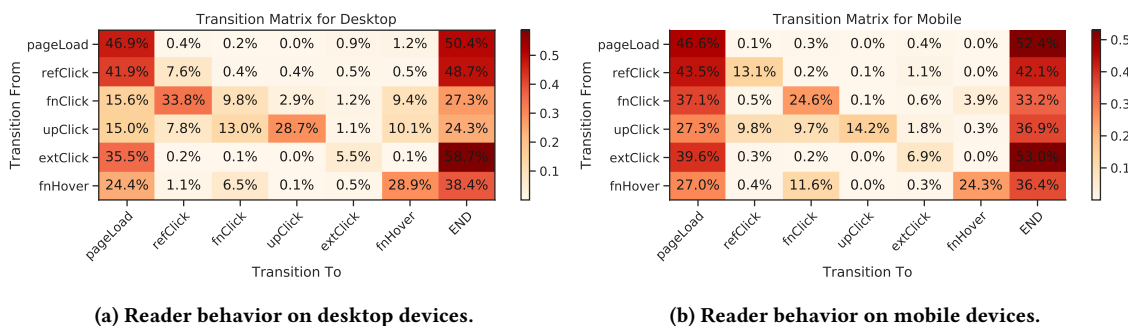 Transition Matrix for Desktop
Transition From
pageLoad 46.9% 0.4% 0.2% 0.0% 0.9% 1.2% 50.4%
refClick 41.9% 7.6% 0.4% 0.4% 0.5% 0.5% 48.7%
fnClick 15.6% 33.8% 9.8% 2.9% 1.2% 9.4% 27.3%
upClick 15.0% 7.8% 13.0% 28.7% 1.1% 10.1% 24.3%
extClick 35.5% 0.2% 0.1% 0.0% 5.5% 0.1% 58.7%
fnHover 24.4% 1.1% 6.5% 0.1% 0.5% 28.9% 38.4%
pageLoad refClick fnClick upClick extClick fnHover END
Transition To
0.5
0.4
0.3
0.2
0.1
(a) Reader behavior on desktop devices.
Transition Matrix for Mobile
Transition From
pageLoad 46.6% 0.1% 0.3% 0.0% 0.4% 0.0% 52.4%
refClick 43.5% 13.1% 0.2% 0.1% 1.1% 0.0% 42.1%
fnClick 37.1% 0.5% 24.6% 0.1% 0.6% 3.9% 33.2%
upClick 27.3% 9.8% 9.7% 14.2% 1.8% 0.3% 36.9%
extClick 39.6% 0.3% 0.2% 0.0% 6.9% 0.0% 53.0%
fnHover 27.0% 0.4% 11.6% 0.0% 0.3% 24.3% 36.4%
pageLoad refClick fnClick upClick extClick fnHover END
Transition To
0.5
0.4
0.3
0.2
0.1
(b) Reader behavior on mobile devices.